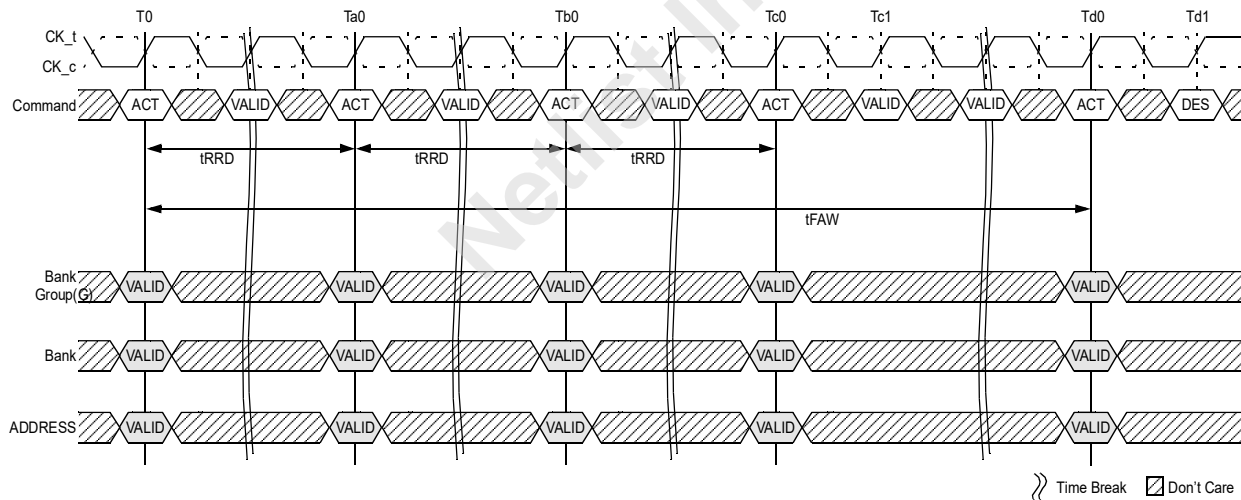 T0 Ta0 Tb0 Tc0 Tc1 Td0 Td1
CK_t
CK_c
Command ACT VALID ACT VALID ACT VALID ACT VALID VALID ACT DES
tRRD tRRD tRRD
tFAW
Bank
Group(G) VALID VALID VALID VALID VALID
Bank VALID VALID VALID VALID VALID
ADDRESS VALID VALID VALID VALID VALID
Time Break Don't Care
Netlist In